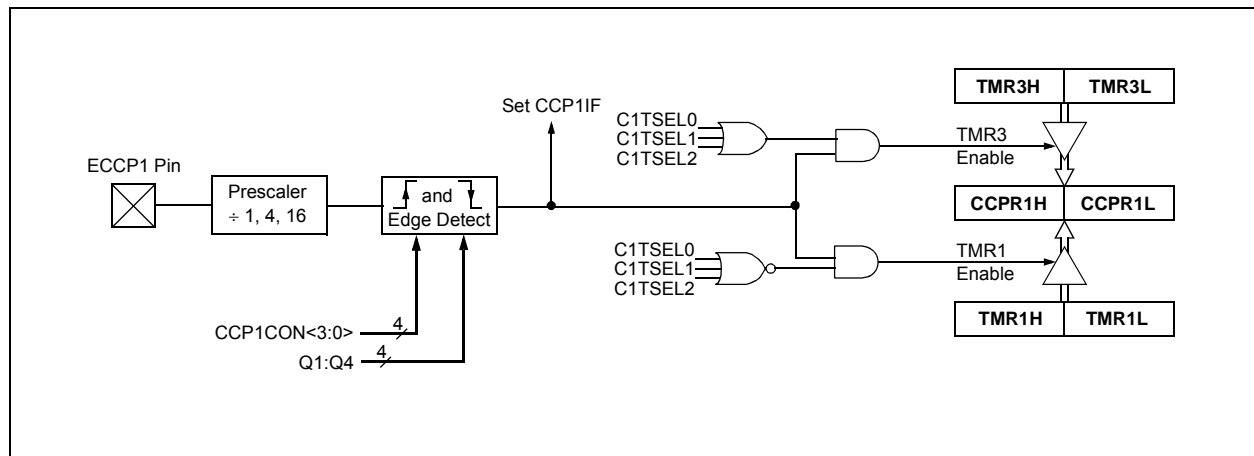 TMR3H TMR3L
Set CCP1IF
C1TSEL0
C1TSEL1
C1TSEL2
TMR3
Enable
ECCP1 Pin
Prescaler
÷ 1, 4, 16
and
Edge Detect
CCPR1H CCPR1L
C1TSEL0
C1TSEL1
C1TSEL2
TMR1
Enable
TMR1H TMR1L
CCP1CON<3:0> 4
Q1:Q4 4